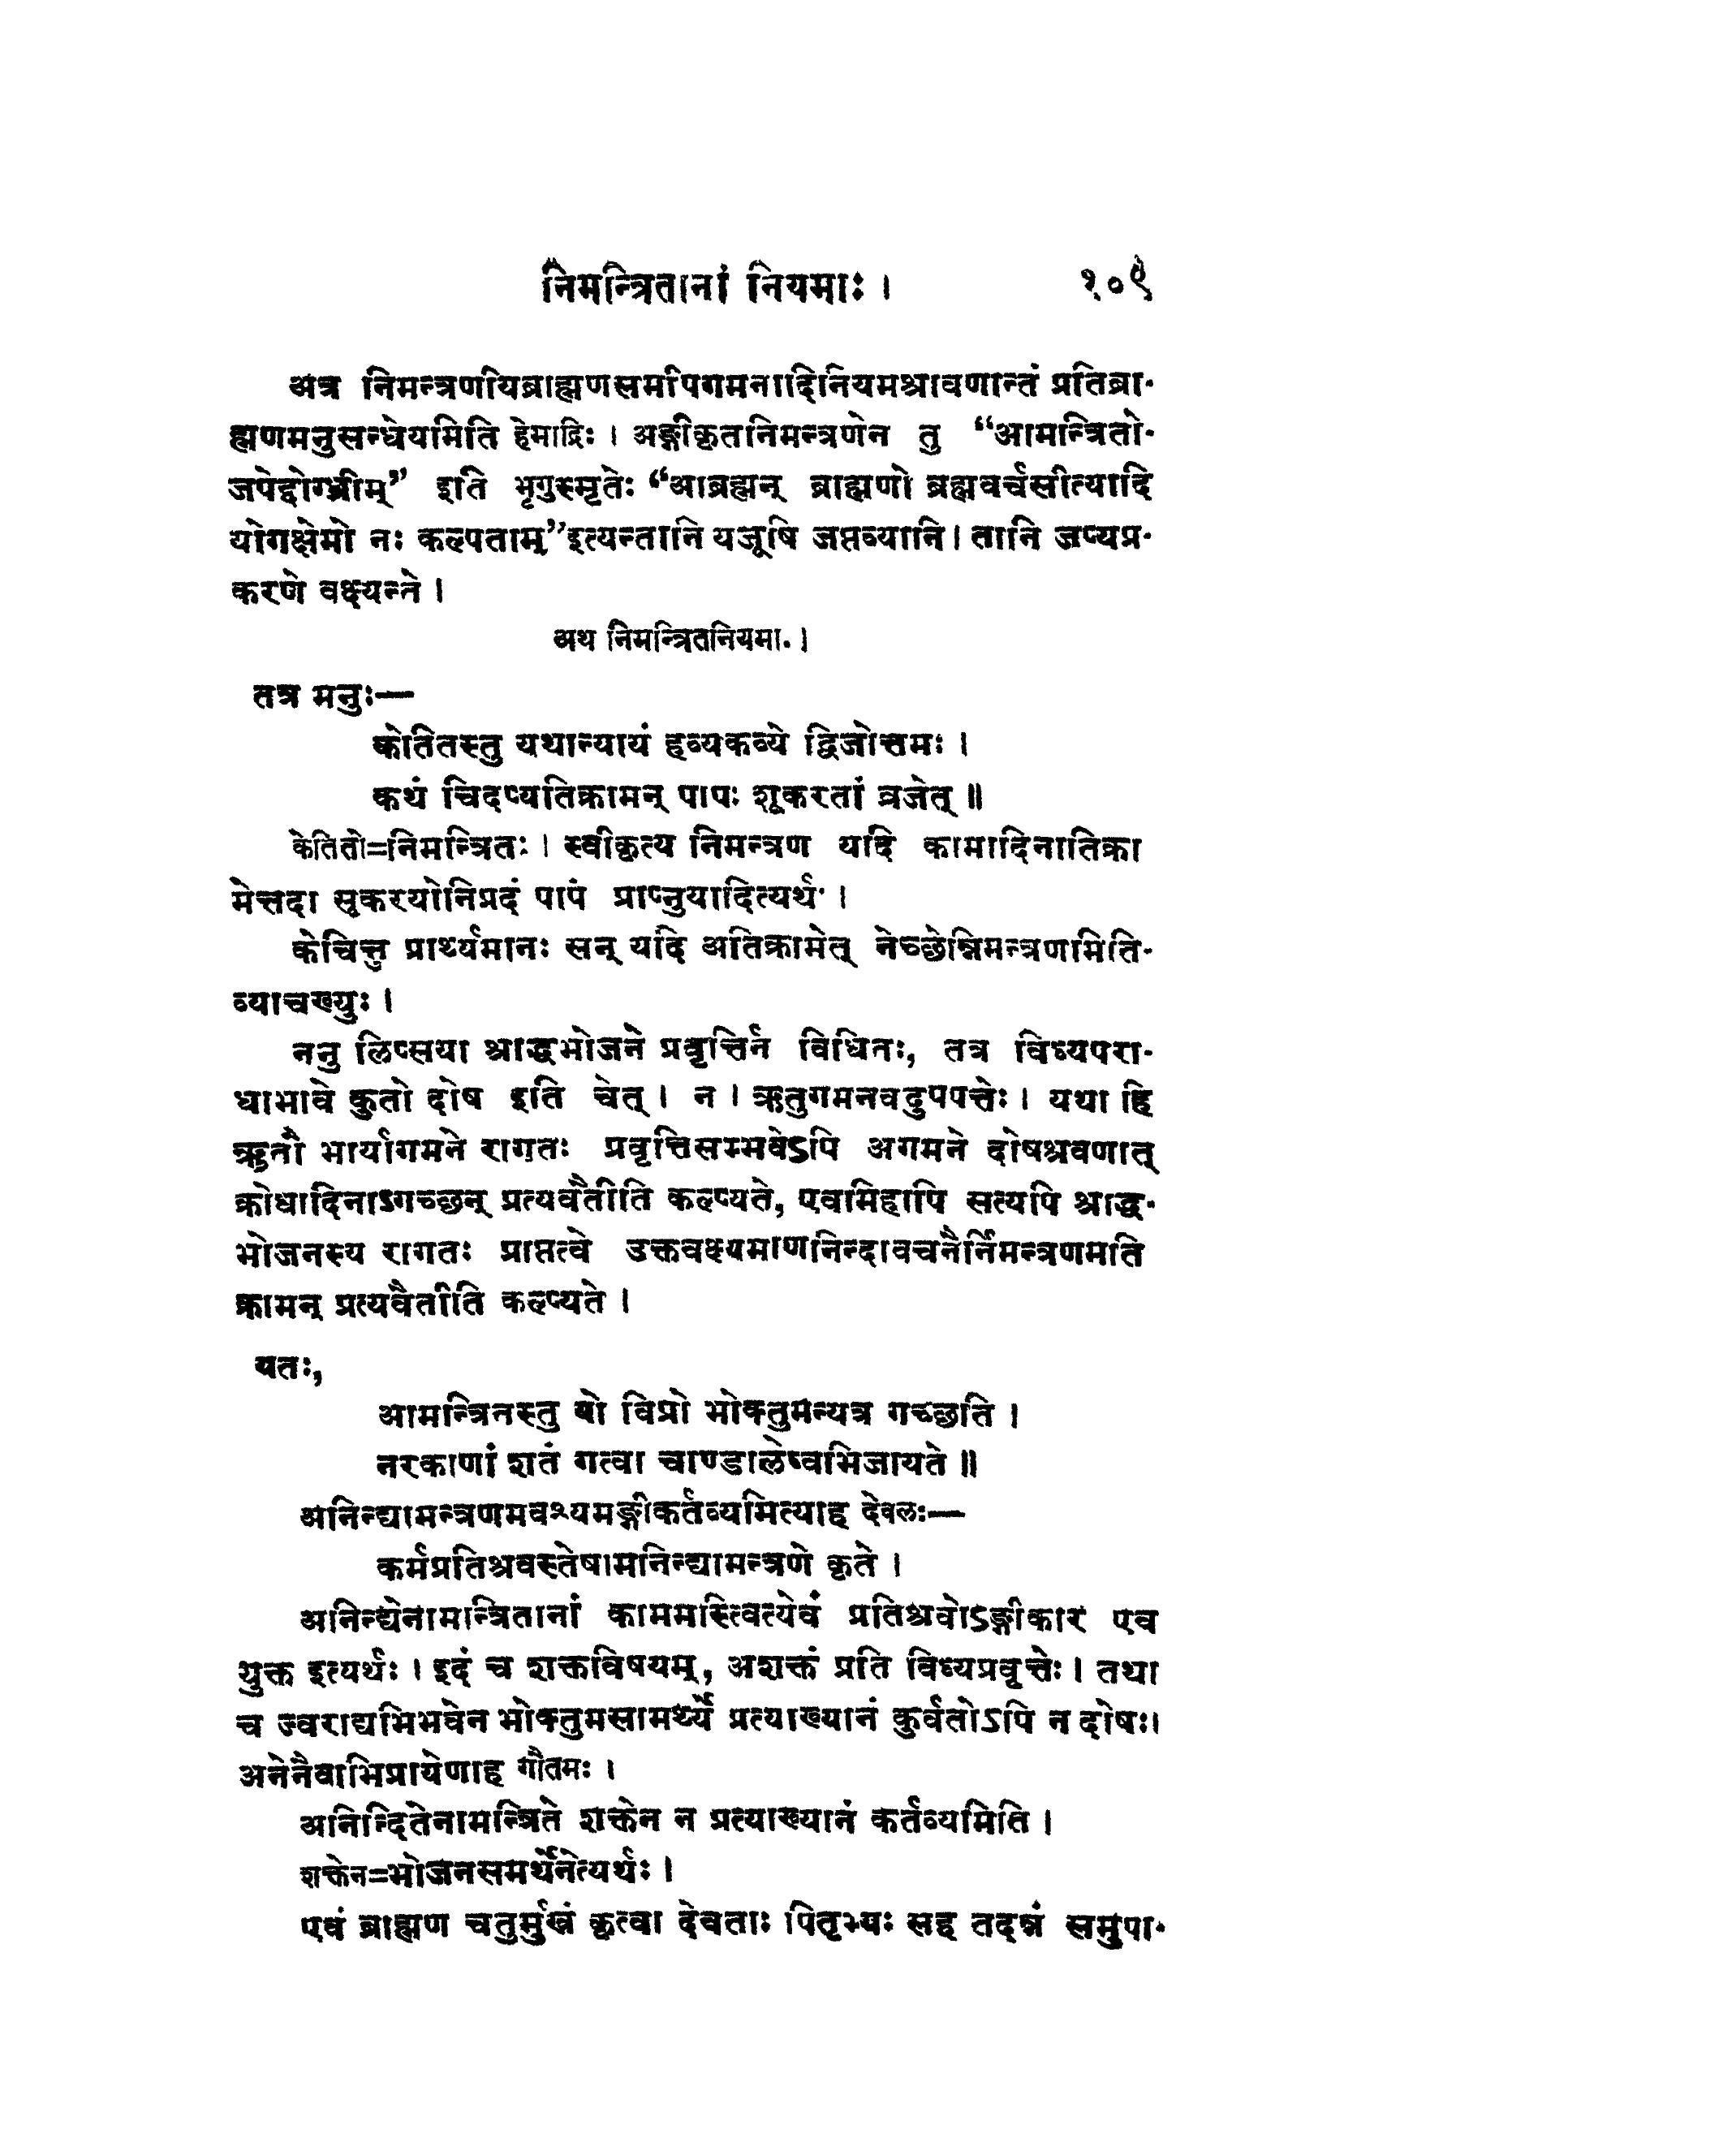 निमन्त्रितानां नियमाः । १०९
अत्र निमन्त्रणीयब्राह्मणसमीपगमनादिनियमश्रावणान्तं प्रतिब्रा-
ह्मणमनुसन्धेयमिति हेमाद्रिः । अङ्गीकृतनिमन्त्रणेन तु “आमन्त्रितो-
जपेद्दोग्ध्रीम्” इति भृगुस्मृतेः “आब्रह्मन् ब्राह्मणो ब्रह्मवर्चसीत्यादि
योगक्षेमो नः कल्पताम्”इत्यन्तानि यजूषि जप्तव्यानि। तानि जप्यप्र-
करणे वक्ष्यन्ते ।
अथ निमन्त्रितनियमाः ।
तत्र मनुः—
केतितस्तु यथान्यायं हव्यकव्ये द्विजोत्तमः ।
कथं चिदप्यतिक्रामन् पापः शूकरतां व्रजेत् ॥
केतितो=निमन्त्रितः । स्वीकृत्य निमन्त्रण यदि कामादिनातिक्रा
मेत्तदा सूकरयोनिप्रदं पापं प्राप्नुयादित्यर्थः ।
केचित्तु प्रार्थ्यमानः सन् यदि अतिक्रामेत् नेच्छेन्निमन्त्रणमिति-
व्याचख्युः ।
ननु लिप्सया श्राद्धभोजने प्रवृत्तिर्न विधितः, तत्र विध्यपरा-
धाभावे कुतो दोष इति चेत् । न । ऋतुगमनवदुपपत्तेः । यथा हि
ऋतौ भार्यागमने रागतः प्रवृत्तिसम्भवेऽपि अगमने दोषश्रवणात्
क्रोधादिनाऽगच्छन् प्रत्यवैतीति कल्प्यते, एवमिहापि सत्यपि श्राद्ध-
भोजनस्य रागतः प्राप्तत्वे उक्तवक्ष्यमाणनिन्दावचनैर्निमन्त्रणमति
क्रामन् प्रत्यवैतीति कल्प्यते ।
यतः,
आमन्त्रितस्तु यो विप्रो भोक्तुमन्यत्र गच्छति ।
नरकाणां शतं गत्वा चाण्डालेष्वभिजायते ॥
अनिन्द्यामन्त्रणमवश्यमङ्गीकर्तव्यमित्याह देवलः—
कर्मप्रतिश्रवस्तेषामनिन्द्यामन्त्रणे कृते ।
अनिन्द्येनामन्त्रितानां काममस्त्वित्येवं प्रतिश्रवोऽङ्गीकार एव
युक्त इत्यर्थः । इदं च शक्तविषयम्, अशक्तं प्रति विध्यप्रवृत्तेः । तथा
च ज्वराद्यभिभवेन भोक्तुमसामर्थ्ये प्रत्याख्यानं कुर्वतोऽपि न दोषः।
अनेनैवाभिप्रायेणाह गौतमः ।
अनिन्दितेनामन्त्रिते शक्तेन न प्रत्याख्यानं कर्तव्यमिति ।
शक्तेन=भोजनसमर्थेनेत्यर्थः ।
एवं ब्राह्मण चतुर्मुखं कृत्वा देवताः पितृभ्यः सह तदन्नं समुपा-